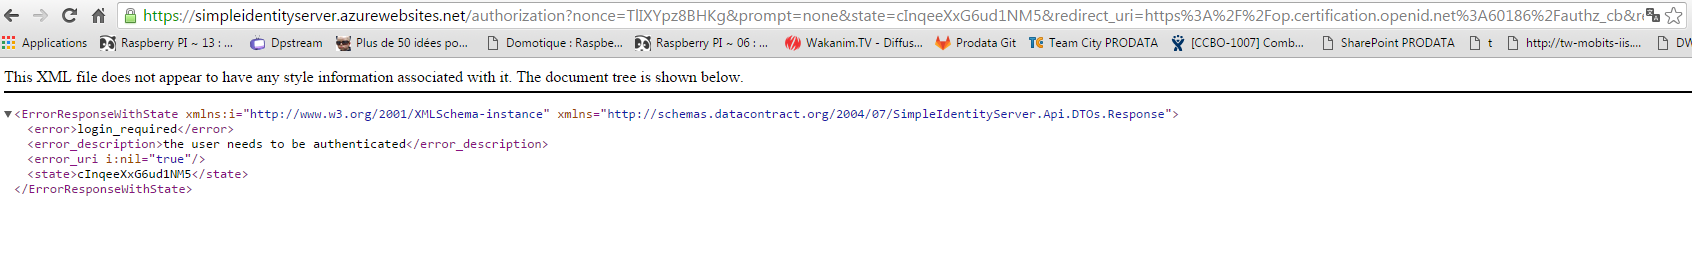 https://simpleidentityserver.azurewebsites.net/authorization?nonce=TlIXYpz8BHKg&prompt=none&state=cInqeeXxG6ud1NM5&redirect_uri=https%3A%2F%2Fop.certification.openid.net%3A60186%2Fauthz_cb&re
Applications Raspberry PI ~ 13 : ... Dpstream Plus de 50 idées po... Domotique : Raspbe... Raspberry PI ~ 06 : ... Wakanim.TV - Diffus... Prodata Git Team City PRODATA [CCBO-1007] Comb... SharePoint PRODATA t http://tw-mobits-iis.... DW
This XML file does not appear to have any style information associated with it. The document tree is shown below.
▼<ErrorResponseWithState xmlns:i="http://www.w3.org/2001/XMLSchema-instance" xmlns="http://schemas.datacontract.org/2004/07/SimpleIdentityServer.Api.DTOs.Response">
<error>login_required</error>
<error_description>the user needs to be authenticated</error_description>
<error_uri i:nil="true"/>
<state>cInqeeXxG6ud1NM5</state>
</ErrorResponseWithState>